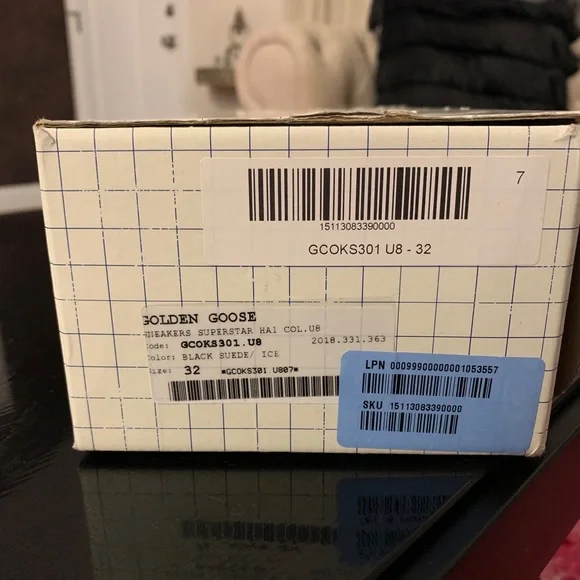 7
15113083390000
GCOKS301 U8 - 32
GOLDEN GOOSE
SNEAKERS SUPERSTAR HA1 COL.U8
Code: GCOKS301.U8 2018.331.363
Color: BLACK SUEDE/ ICE
Size: 32 *GCOKS301.U807*
LPN 00099900000001053557
SKU 15113083390000